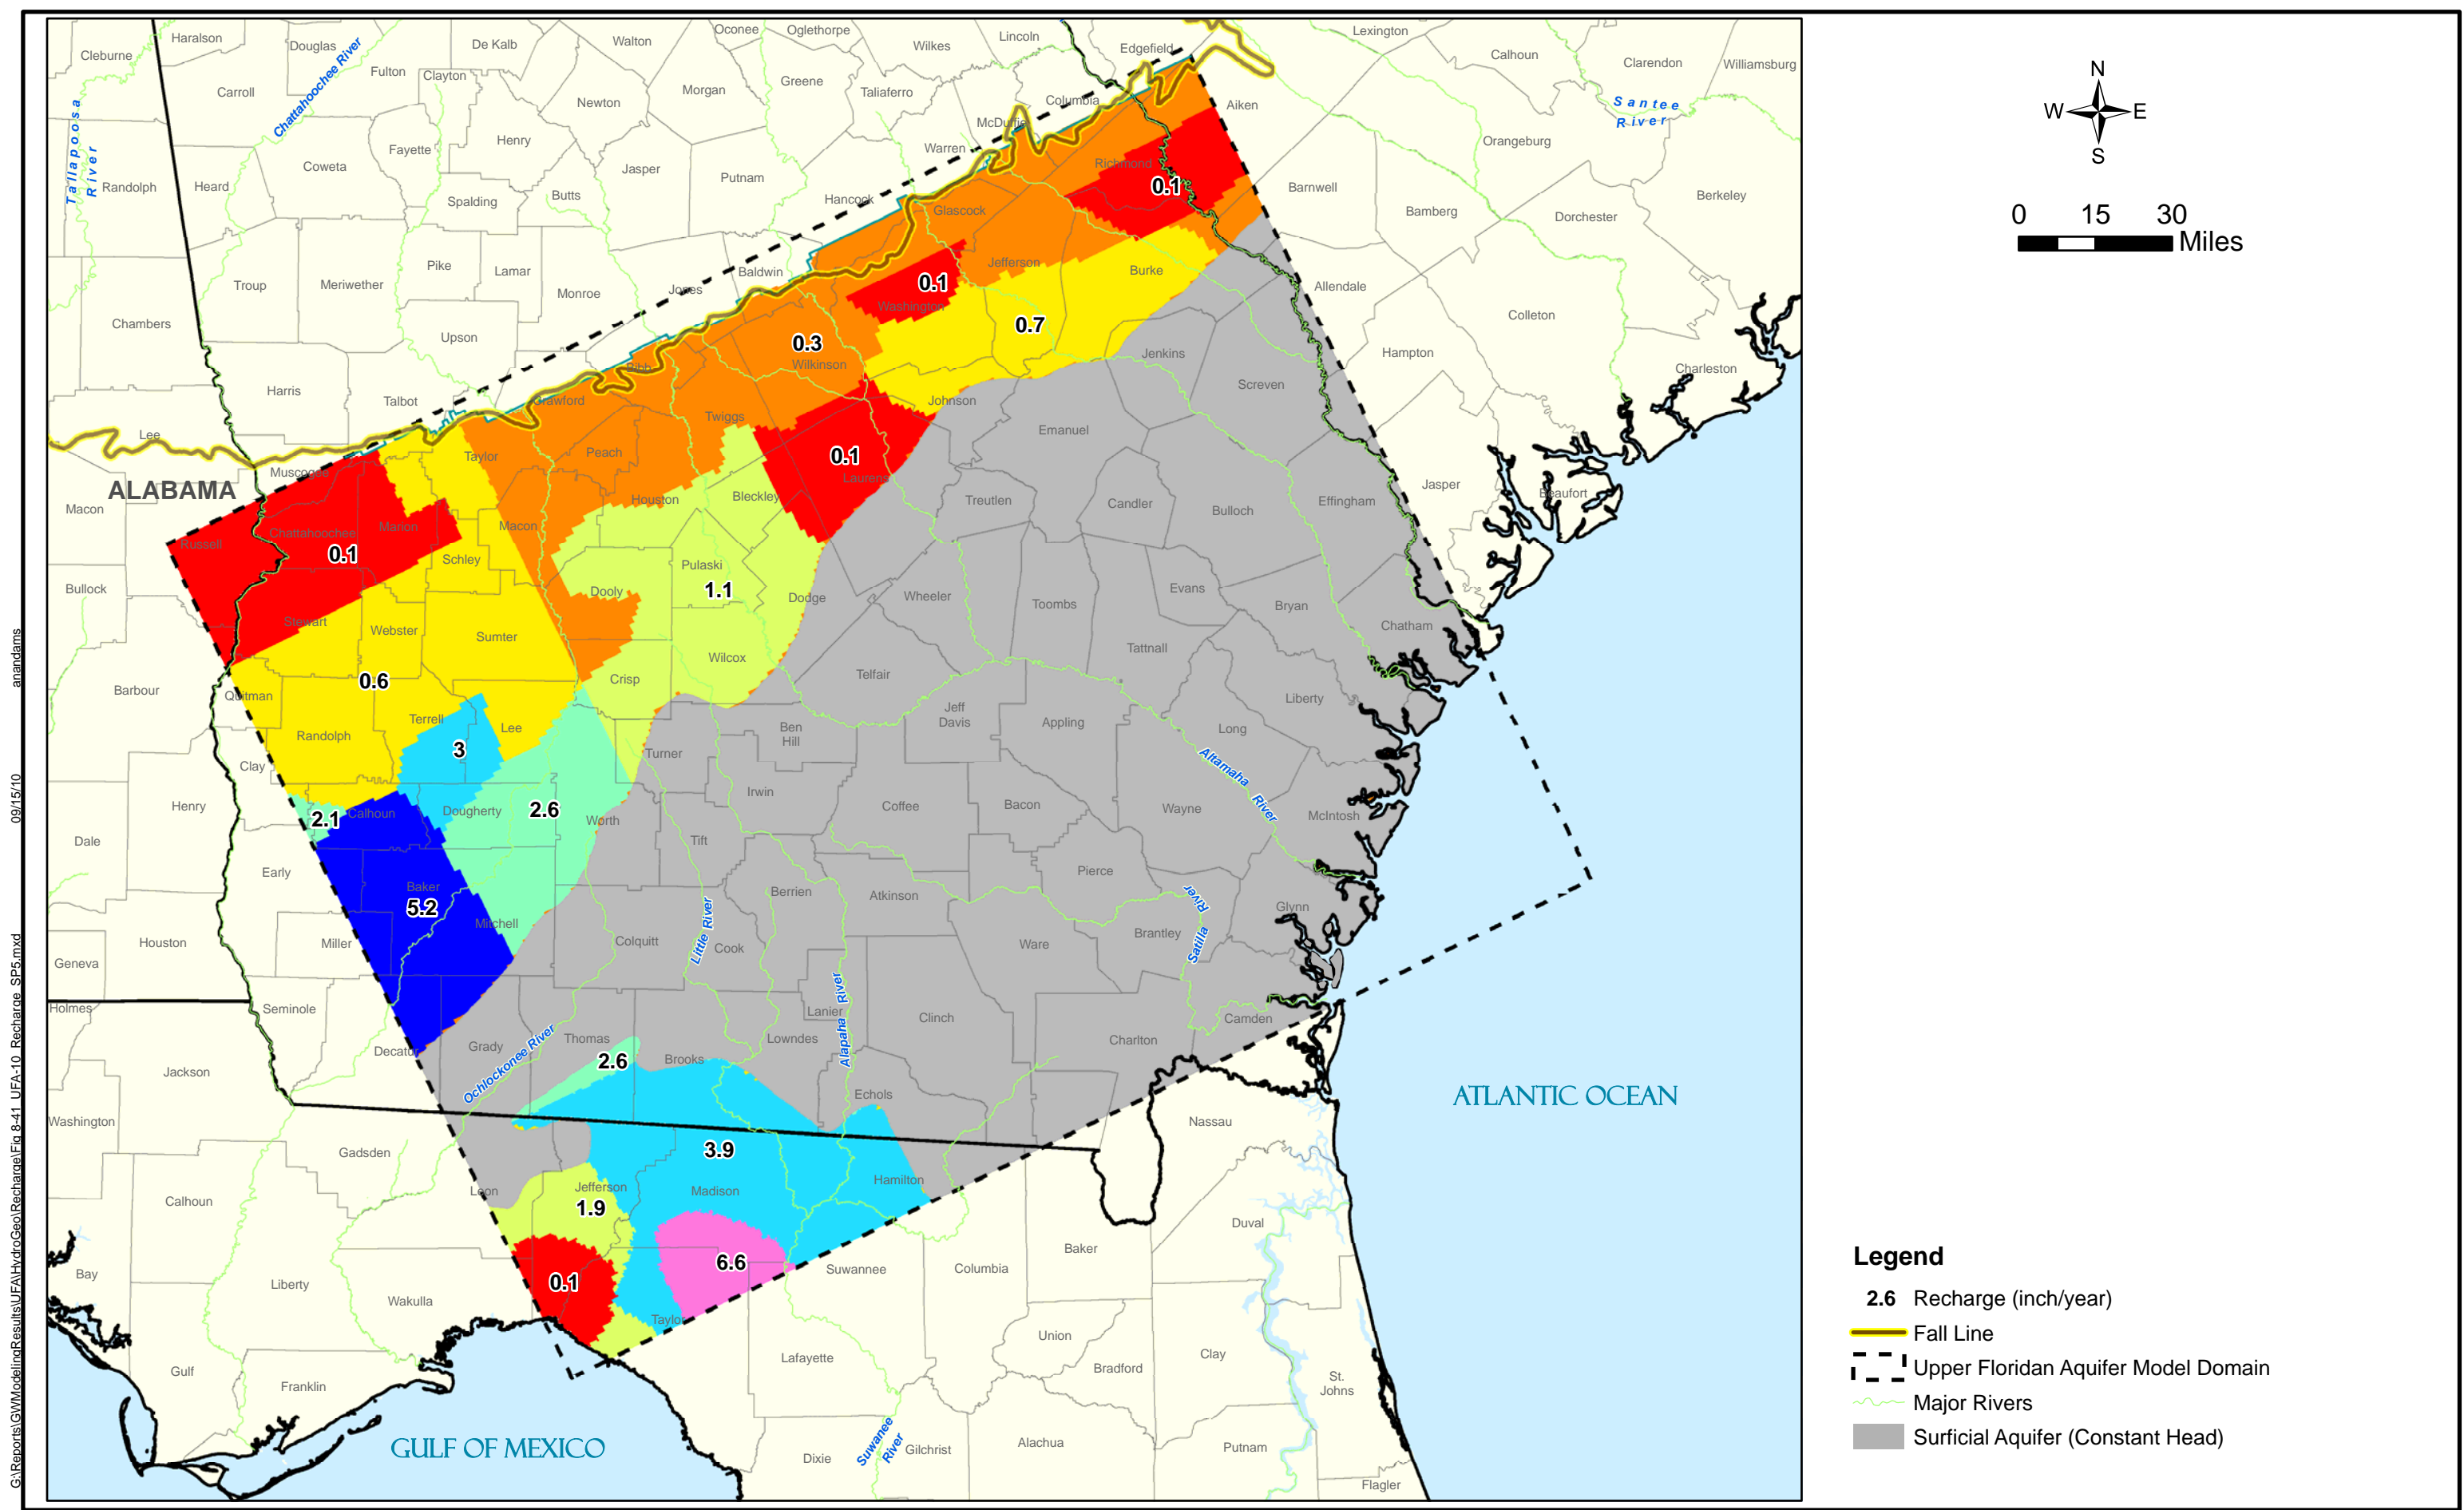 Cleburne
Haralson
Douglas
Chattahoochee River
De Kalb
Walton
Oconee
Oglethorpe
Wilkes
Lincoln
Edgefield
Lexington
Calhoun
Clarendon
Williamsburg
Fulton
Clayton
Carroll
Newton
Morgan
Greene
Taliaferro
Columbia
Aiken
Santee
River
Tallapoosa
River
McDuffie
Orangeburg
Fayette
Henry
Coweta
Jasper
Putnam
Warren
Richmond
Randolph
Heard
Spalding
Butts
Hancock
Glascock
0.1
Barnwell
Bamberg
Dorchester
Berkeley
Troup
Meriwether
Pike
Lamar
Monroe
Jones
Baldwin
0.1
Washington
Jefferson
Burke
Allendale
Colleton
Chambers
Upson
0.3
Wilkinson
0.7
Jenkins
Hampton
Charleston
Harris
Talbot
Crawford
Bibb
Twiggs
Johnson
Screven
Lee
Muscogee
Taylor
Peach
0.1
Laurens
Emanuel
ALABAMA
Macon
Marion
Macon
Houston
Bleckley
Treutlen
Candler
Bulloch
Effingham
Jasper
Beaufort
Russell
Chattahoochee
0.1
Schley
Bullock
Dooly
Pulaski
1.1
Dodge
Wheeler
Toombs
Evans
Bryan
Chatham
Stewart
Webster
Sumter
Wilcox
Telfair
Tattnall
Barbour
Quitman
0.6
Crisp
Liberty
Randolph
Terrell
3
Lee
Clay
Turner
Ben
Hill
Jeff
Davis
Appling
Long
Altamaha River
Henry
2.1
Calhoun
Dougherty
2.6
Worth
Irwin
Coffee
Bacon
Wayne
McIntosh
Dale
Early
Baker
5.2
Mitchell
Tift
Berrien
Atkinson
Pierce
Satilla River
Glynn
Geneva
Houston
Miller
Colquitt
Little River
Cook
Ware
Brantley
Holmes
Seminole
Decatur
Grady
Ochlockonee River
Thomas
2.6
Brooks
Lowndes
Lanier
Alapaha River
Clinch
Charlton
Camden
Jackson
Echols
Washington
Gadsden
3.9
Nassau
ATLANTIC OCEAN
Calhoun
Leon
Jefferson
1.9
Madison
Hamilton
Duval
Bay
Liberty
Wakulla
0.1
6.6
Taylor
Suwannee
Columbia
Baker
Gulf
Franklin
Lafayette
Union
Bradford
Clay
St.
Johns
GULF OF MEXICO
Dixie
Suwanee
River
Gilchrist
Alachua
Putnam
Flagler
N
W
E
S
0 15 30
Miles
Legend
2.6 Recharge (inch/year)
Fall Line
Upper Floridan Aquifer Model Domain
Major Rivers
Surficial Aquifer (Constant Head)
G:\Reports\GWModelingResults\UFA\HydroGeo\Recharge\Fig 8-41_UFA-10_Recharge_SP5.mxd 09/15/10 anandams